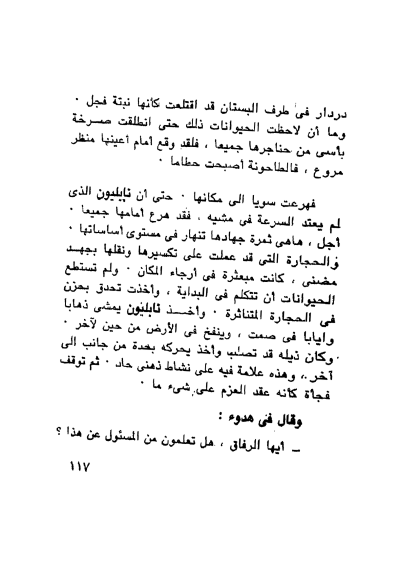 دردار فى طرف البستان قد اقتلعت كأنها نبتة فجل ·
وما أن لاحظت الحيوانات ذلك حتى انطلقت صرخة
بأسى من حناجرها جميعا ، فلقد وقع أمام أعينها منظر
مروع ، فالطاحونة أصبحت حطاما ·
فهرعت سويا الى مكانها · حتى أن نابليون الذى
لم يعتد السرعة فى مشيه ، فقد هرع أمامها جميعا ·
أجل ، هاهى ثمرة جهادها تنهار فى مستوى أساساتها ·
والحجارة التى قد عملت على تكسيرها ونقلها بجهد
مضنى ، كانت مبعثرة فى أرجاء المكان · ولم تستطع
الحيوانات أن تتكلم فى البداية ، وأخذت تحدق بحزن
فى الحجارة المتناثرة · وأخذ نابليون يمشى ذهابا
وايابا فى صمت ، وينفخ فى الأرض من حين لآخر ·
وكان ذيله قد تصلب وأخذ يحركه بحدة من جانب الى
آخر ، وهذه علامة فيه على نشاط ذهنى حاد · ثم توقف
فجأة كأنه عقد العزم على شىء ما ·
وقال فى هدوء :
– أيها الرفاق ، هل تعلمون من المسئول عن هذا ؟
١١٧